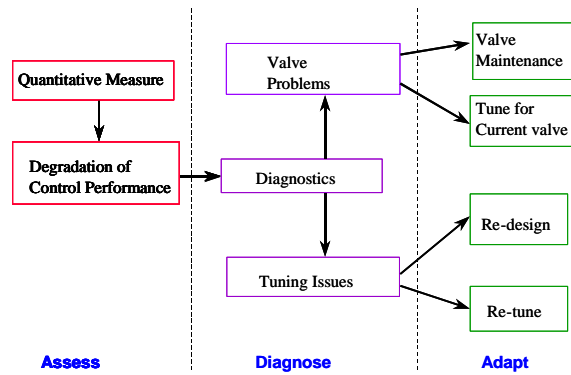 Quantitative Measure
Degradation of
Control Performance
Valve
Problems
Diagnostics
Tuning Issues
Valve
Maintenance
Tune for
Current valve
Re-design
Re-tune
Assess
Diagnose
Adapt